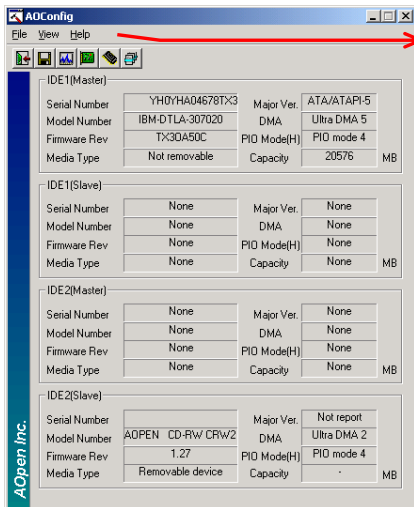 AOConfig
File View Help
IDE1(Master)
Serial Number YH0YHA04678TX3 Major Ver. ATA/ATAPI-5
Model Number IBM-DTLA-307020 DMA Ultra DMA 5
Firmware Rev TX3OA50C PIO Mode(H) PIO mode 4
Media Type Not removable Capacity 20576 MB
IDE1(Slave)
Serial Number None Major Ver. None
Model Number None DMA None
Firmware Rev None PIO Mode(H) None
Media Type None Capacity None MB
IDE2(Master)
Serial Number None Major Ver. None
Model Number None DMA None
Firmware Rev None PIO Mode(H) None
Media Type None Capacity None MB
IDE2(Slave)
Serial Number Major Ver. Not report
Model Number AOPEN CD-RW CRW2 DMA Ultra DMA 2
Firmware Rev 1.27 PIO Mode(H) PIO mode 4
Media Type Removable device Capacity - MB
AOpen Inc.